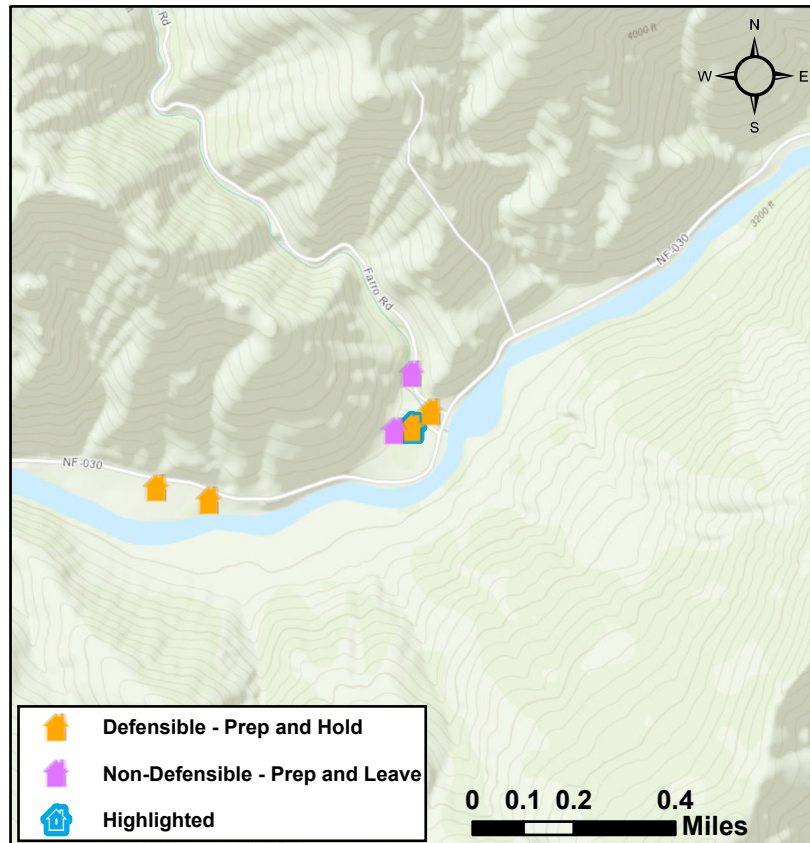 Rd
4000 ft
N
W
E
S
3200 ft
NF-030
Farro Rd
NF-030
Defensible - Prep and Hold
Non-Defensible - Prep and Leave
Highlighted
0 0.1 0.2 0.4
Miles